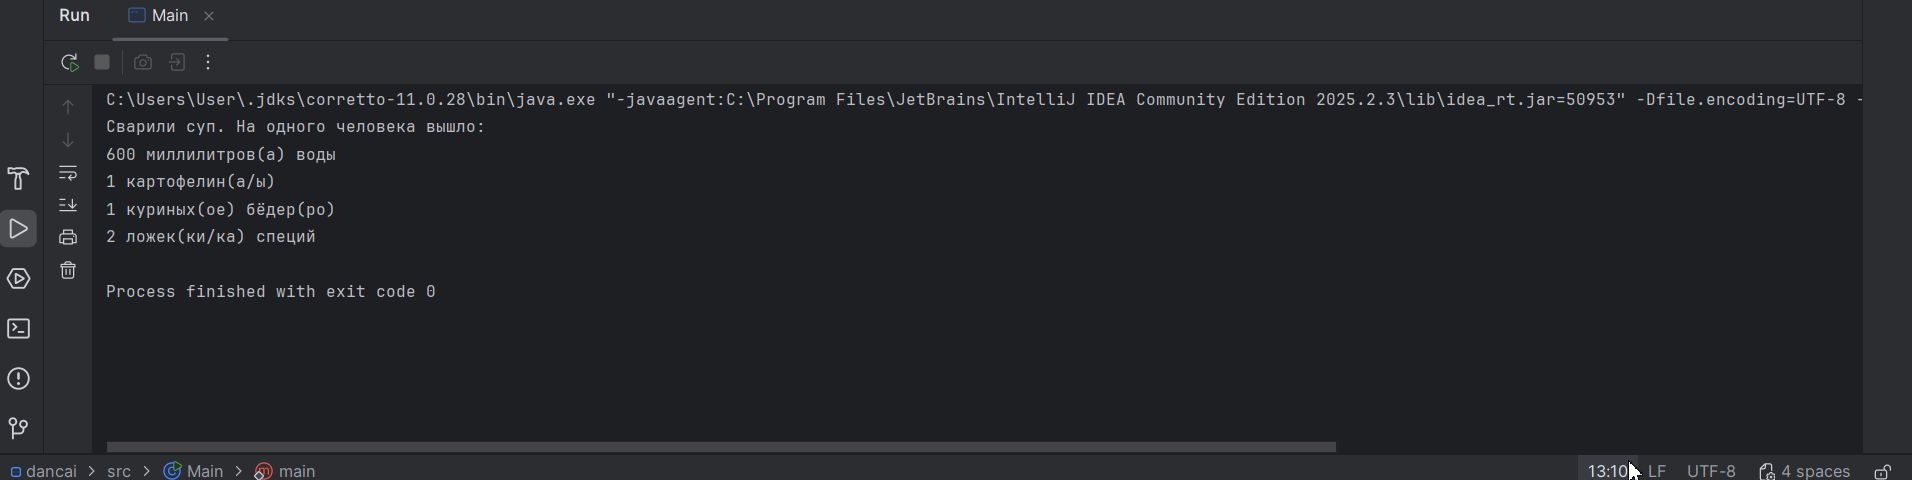 Run Main
C:\Users\User\.jdks\corretto-11.0.28\bin\java.exe "-javaagent:C:\Program Files\JetBrains\IntelliJ IDEA Community Edition 2025.2.3\lib\idea_rt.jar=50953" -Dfile.encoding=UTF-8 -
Сварили суп. На одного человека вышло:
600 миллилитров(а) воды
1 картофелин(а/ы)
1 куриных(ое) бёдер(ро)
2 ложек(ки/ка) специй
Process finished with exit code 0
dancai > src > Main > main 13:10 LF UTF-8 4 spaces